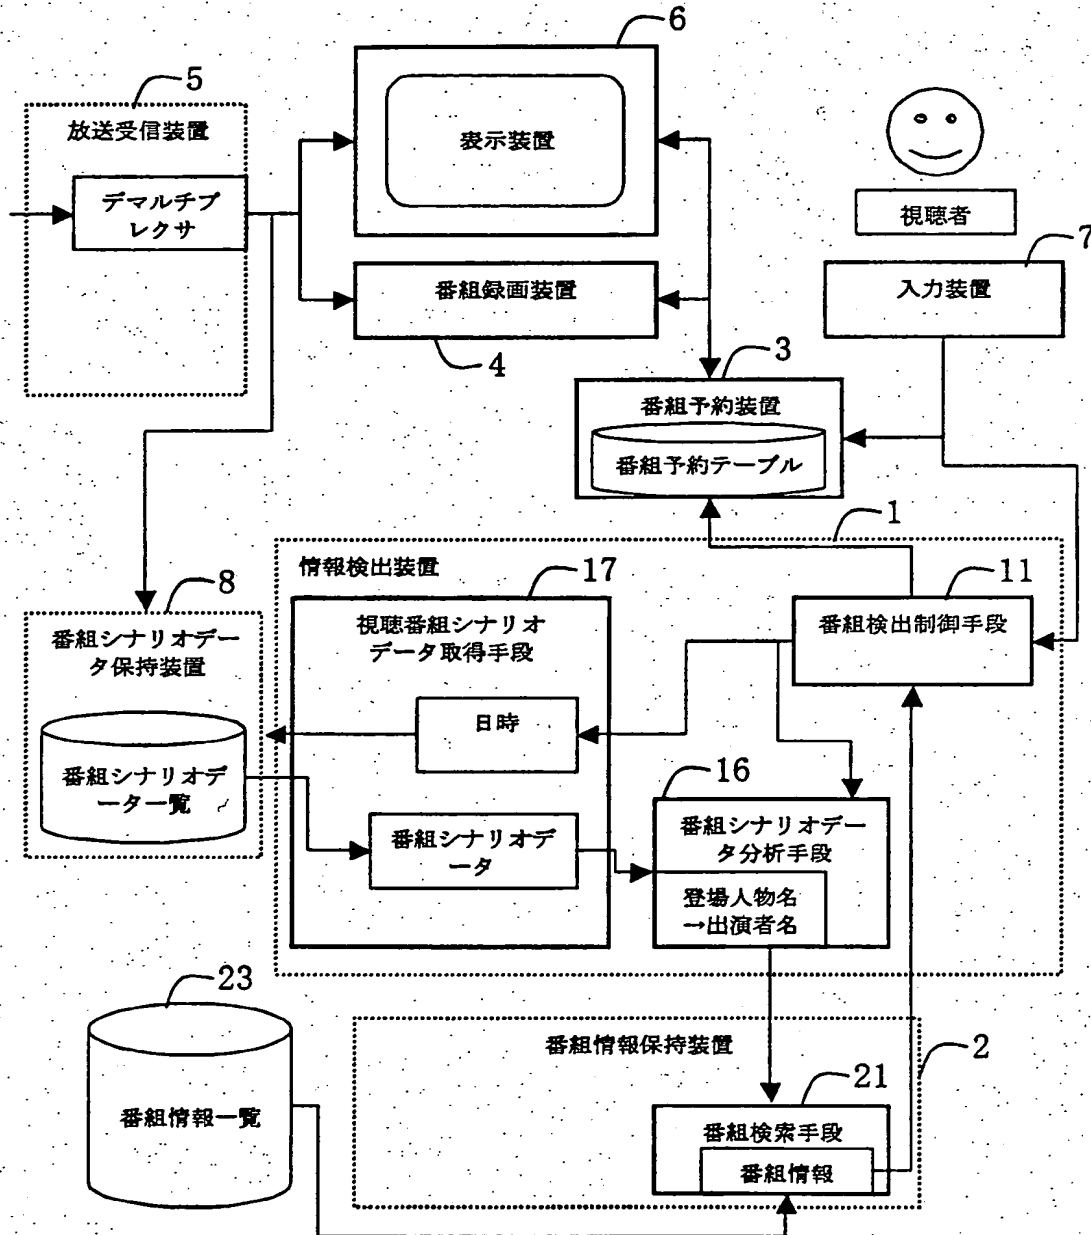 6
5
放送受信装置
表示装置
デマルチプ
レクサ
視聴者
7
番組録画装置
入力装置
4
3
番組予約装置
番組予約テーブル
1
情報検出装置
17
11
8
視聴番組シナリオ
データ取得手段
番組検出制御手段
番組シナリオデー
タ保持装置
日時
16
番組シナリオデ
ータ一覧
番組シナリオデー
タ分析手段
番組シナリオデ
ータ
登場人物名
→出演者名
23
番組情報保持装置
2
21
番組情報一覧
番組検索手段
番組情報